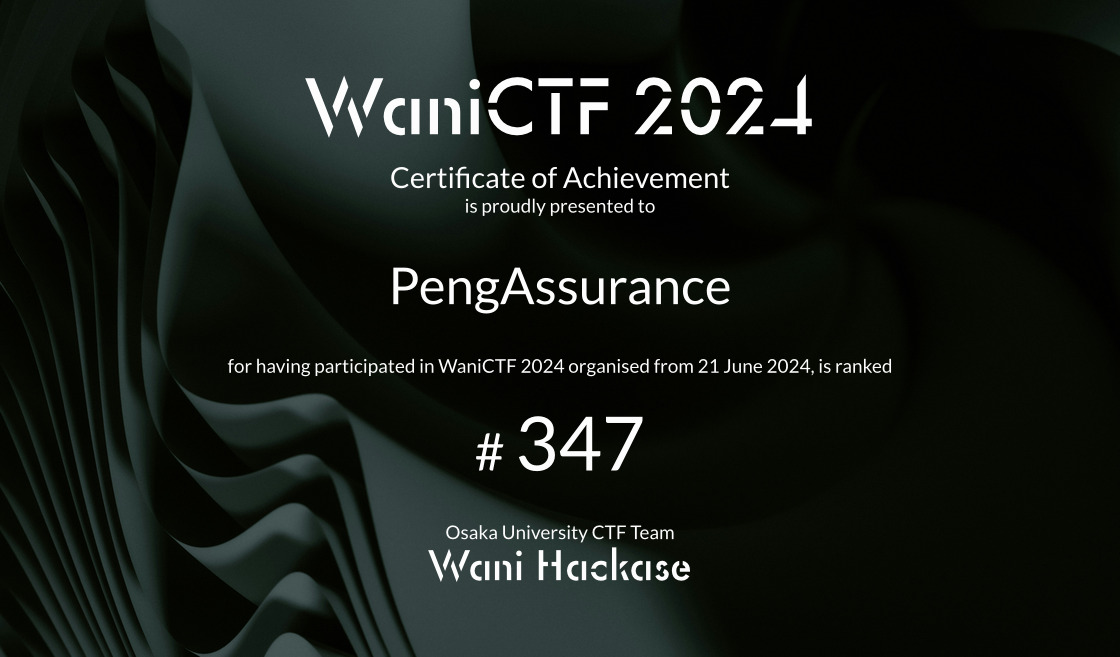 WaniCTF 2024
Certificate of Achievement
is proudly presented to
PengAssurance
for having participated in WaniCTF 2024 organised from 21 June 2024, is ranked
# 347
Osaka University CTF Team
Wani Hackase